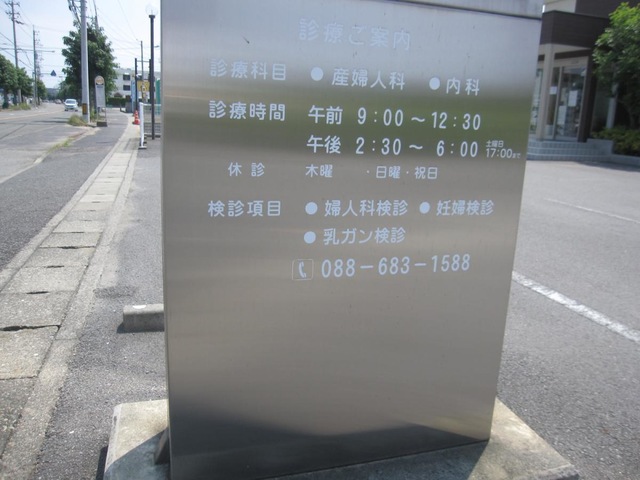 診療ご案内
診療科目 ●産婦人科 ●内科
診療時間 午前 9:00～12:30
午後 2:30～6:00 土曜日17:00まで
休診 木曜 ・日曜・祝日
検診項目 ●婦人科検診 ●妊婦検診
●乳ガン検診
088-683-1588